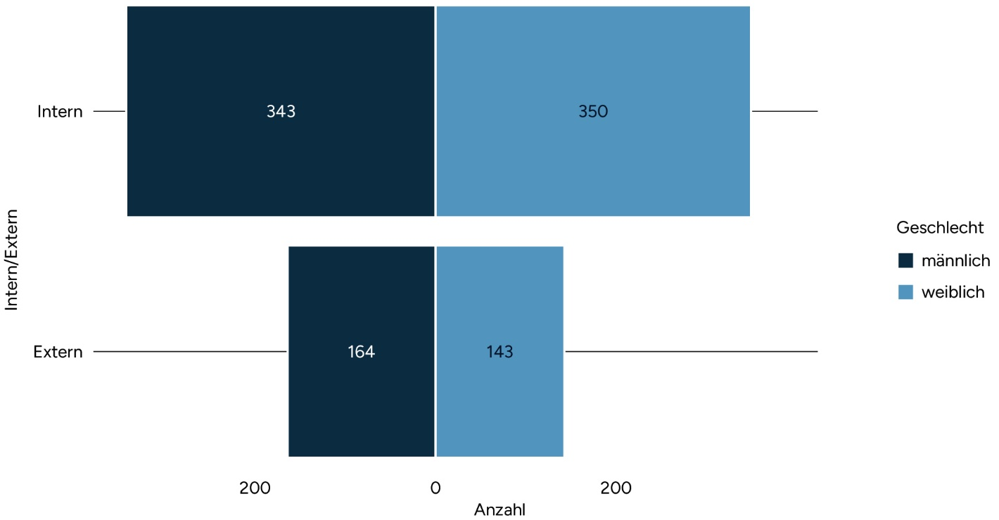 Intern
343
350
Intern/Extern
Geschlecht
männlich
weiblich
Extern
164
143
200
0
200
Anzahl